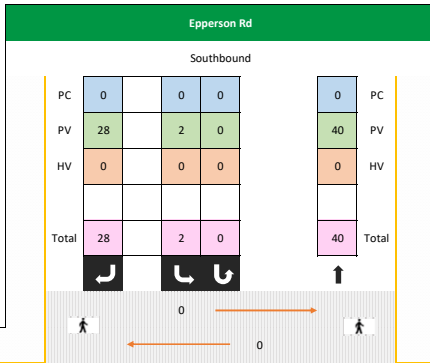 Epperson Rd
Southbound
PC 0 0 0 0 PC
PV 28 2 0 40 PV
HV 0 0 0 0 HV
Total 28 2 0 40 Total
0
0